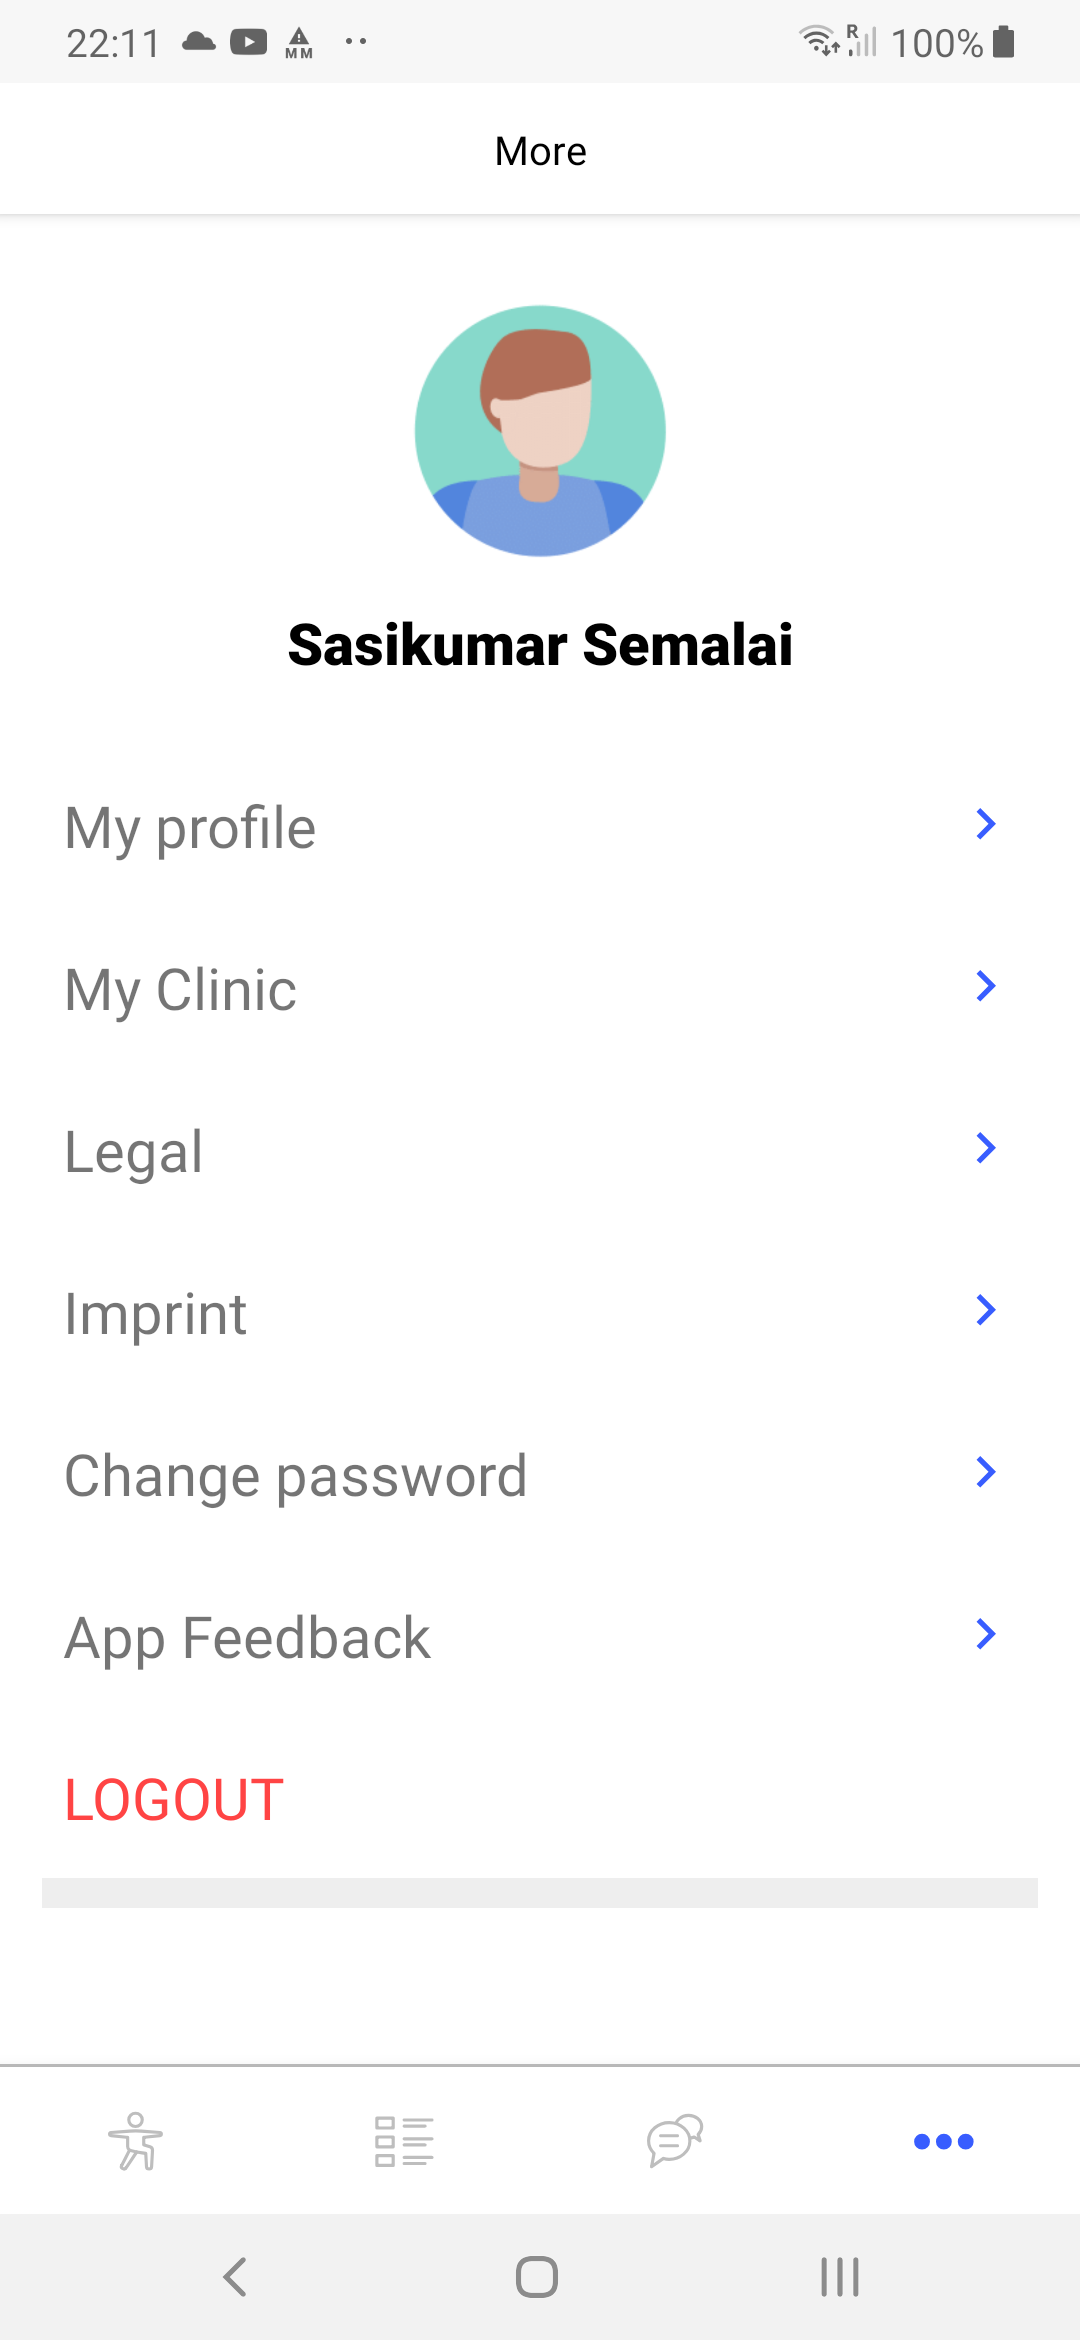 22:11 MM R 100%
More
Sasikumar Semalai
My profile
My Clinic
Legal
Imprint
Change password
App Feedback
LOGOUT